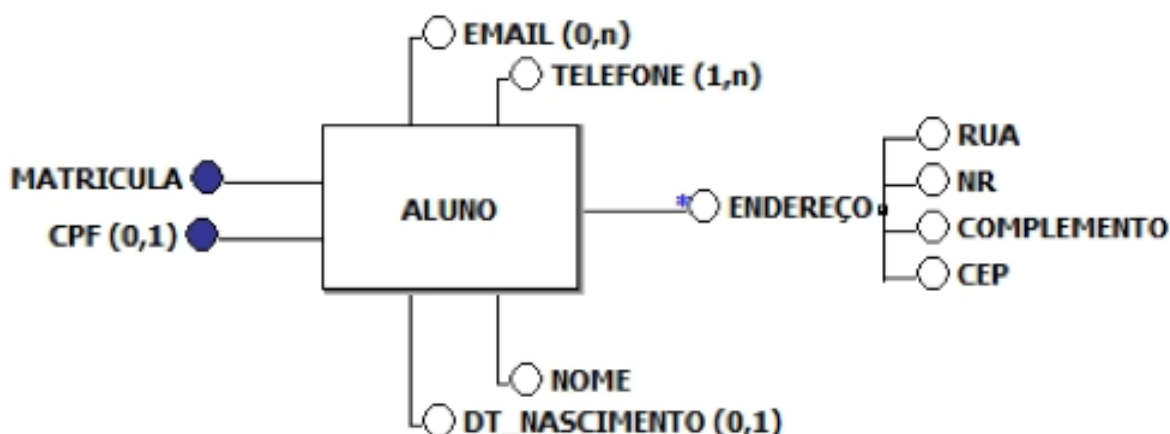 EMAIL (0,n)
TELEFONE (1,n)
MATRICULA
CPF (0,1)
ALUNO
* ENDEREÇO
RUA
NR
COMPLEMENTO
CEP
NOME
DT_NASCIMENTO (0,1)